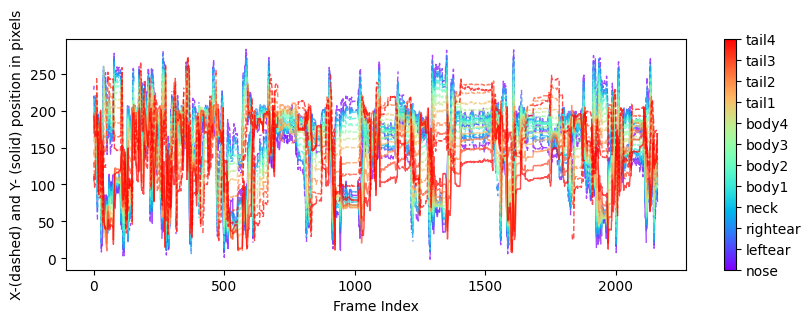 X-(dashed) and Y- (solid) position in pixels
250
200
150
100
50
0
0
500
1000
1500
2000
Frame Index
tail4
tail3
tail2
tail1
body4
body3
body2
body1
neck
rightear
leftear
nose